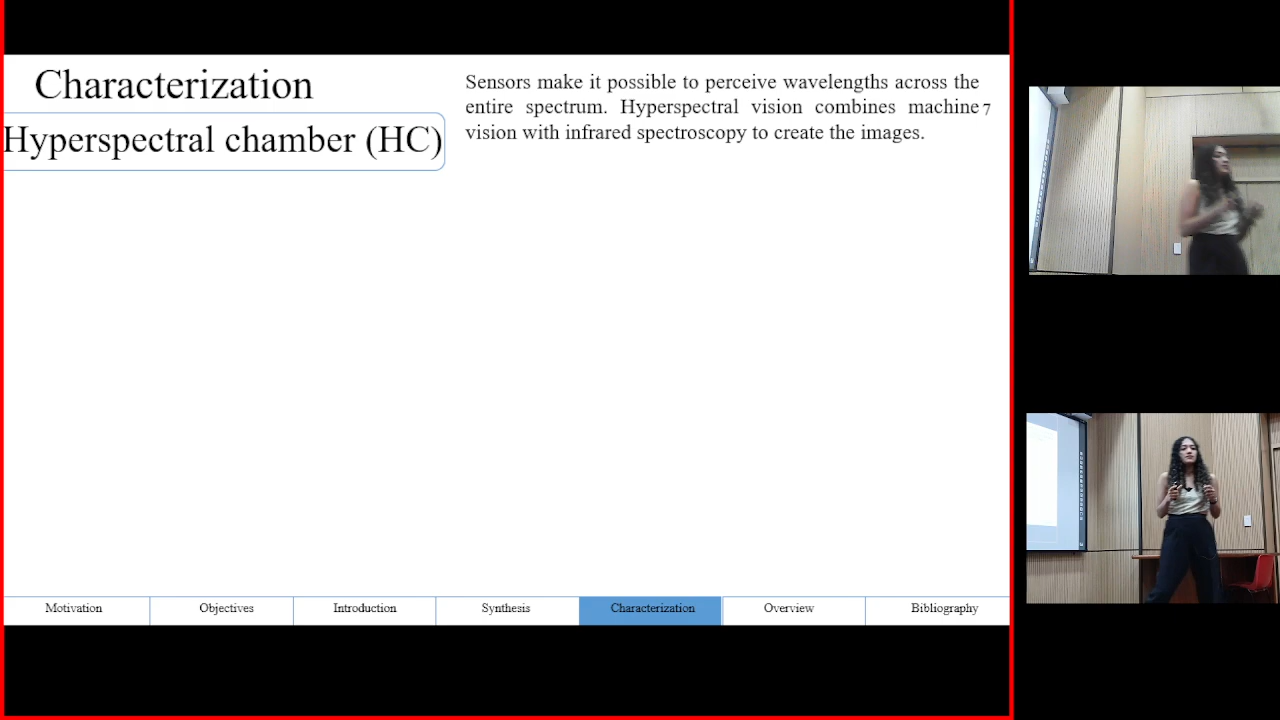 Characterization
Hyperspectral chamber (HC)
Sensors make it possible to perceive wavelengths across the
entire spectrum. Hyperspectral vision combines machine 7
vision with infrared spectroscopy to create the images.
Motivation Objectives Introduction Synthesis Characterization Overview Bibliography